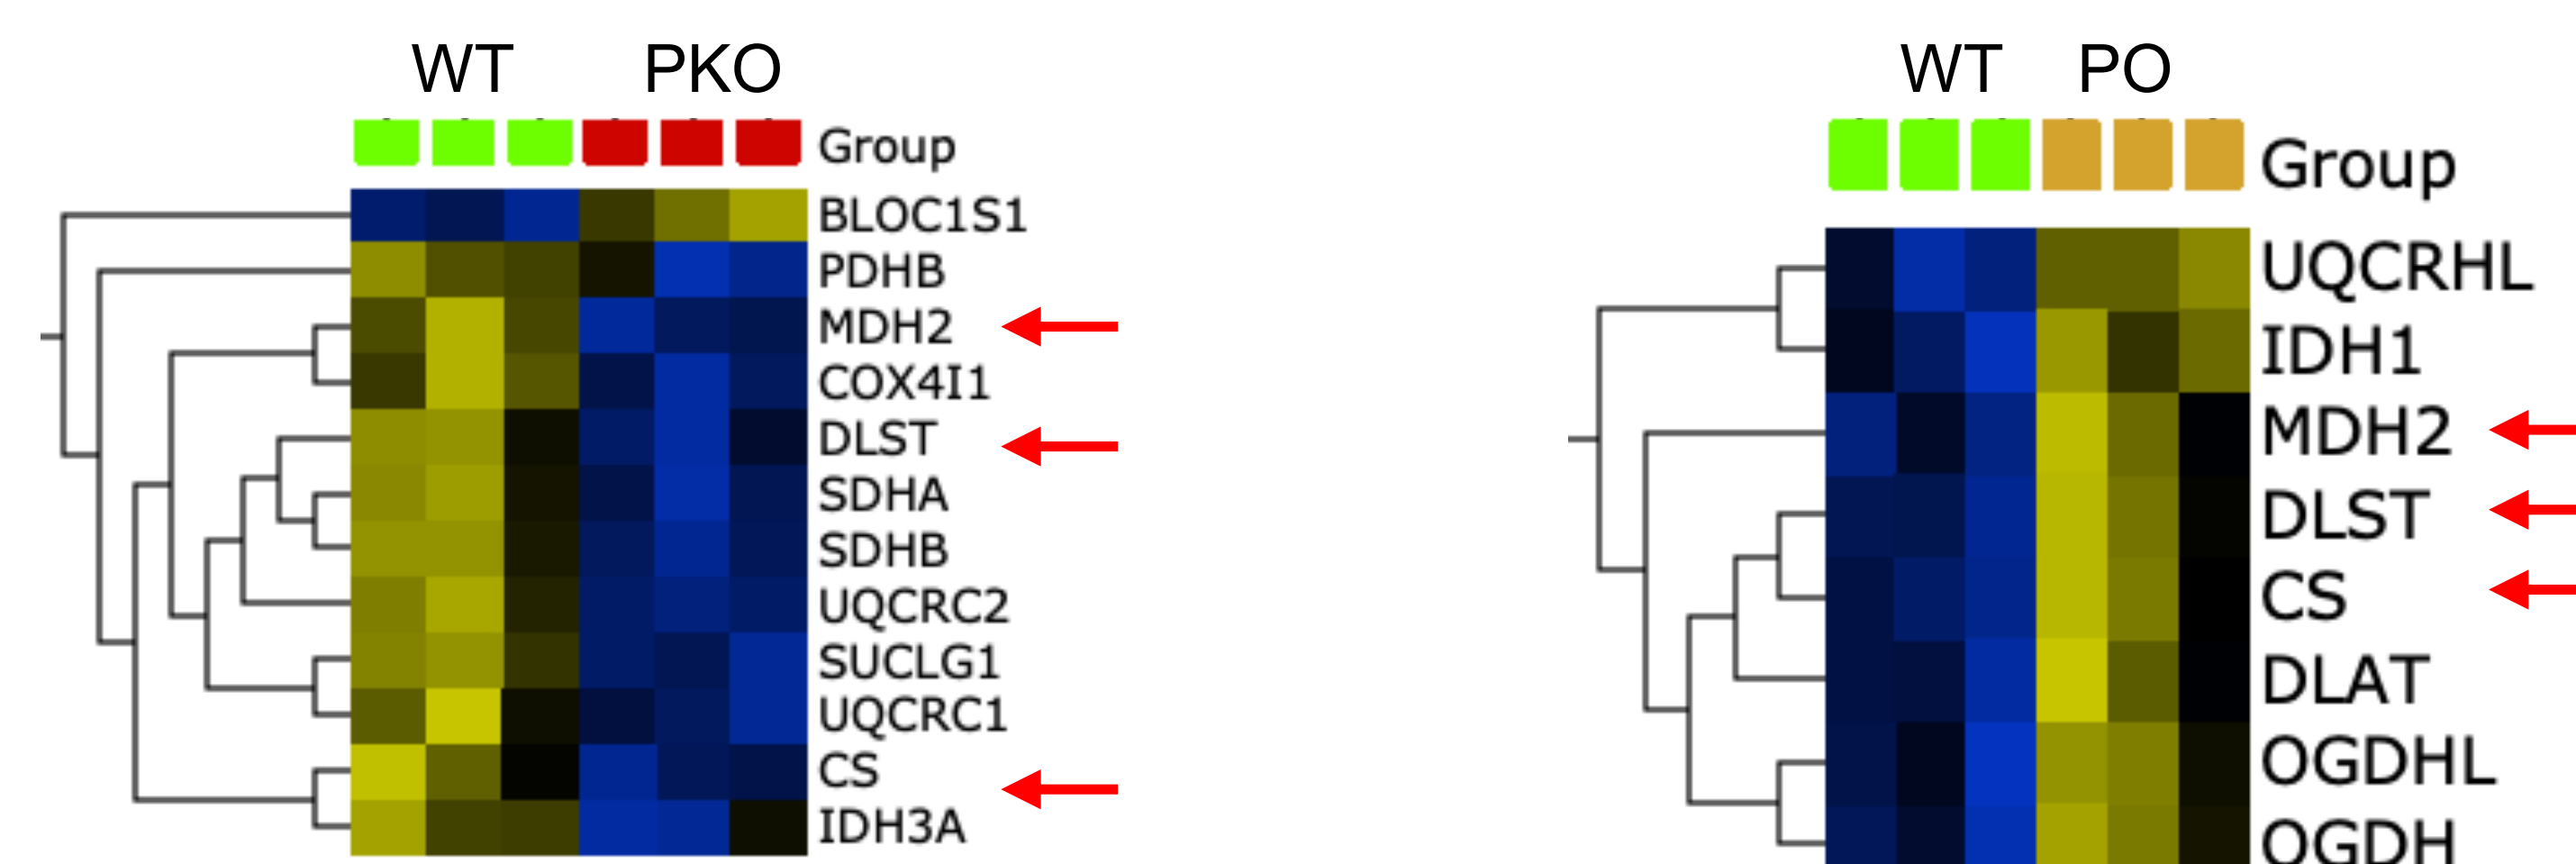 WT PKO
Group
BLOC1S1
PDHB
MDH2
COX4I1
DLST
SDHA
SDHB
UQCRC2
SUCLG1
UQCRC1
CS
IDH3A
WT PO
Group
UQCRHL
IDH1
MDH2
DLST
CS
DLAT
OGDHL
OGDH